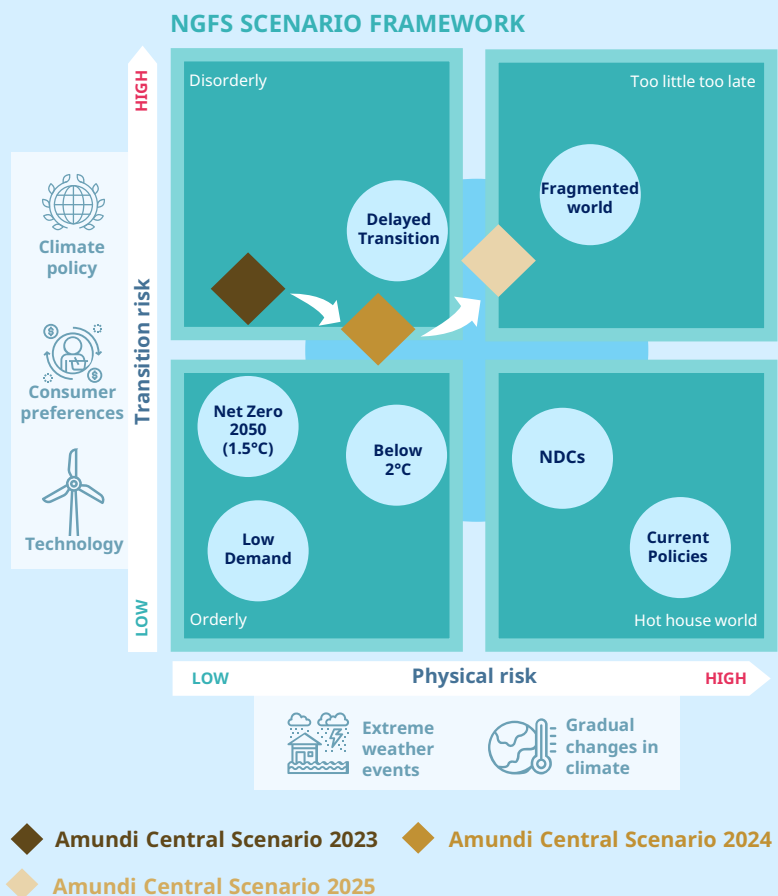 NGFS SCENARIO FRAMEWORK
HIGH
Transition risk
LOW
Climate
policy
Consumer
preferences
Technology
Disorderly
Delayed
Transition
Too little too late
Fragmented
world
Net Zero
2050
(1.5°C)
Below
2°C
Low
Demand
Orderly
NDCs
Current
Policies
Hot house world
LOW
Physical risk
HIGH
Extreme
weather
events
Gradual
changes in
climate
Amundi Central Scenario 2023
Amundi Central Scenario 2024
Amundi Central Scenario 2025